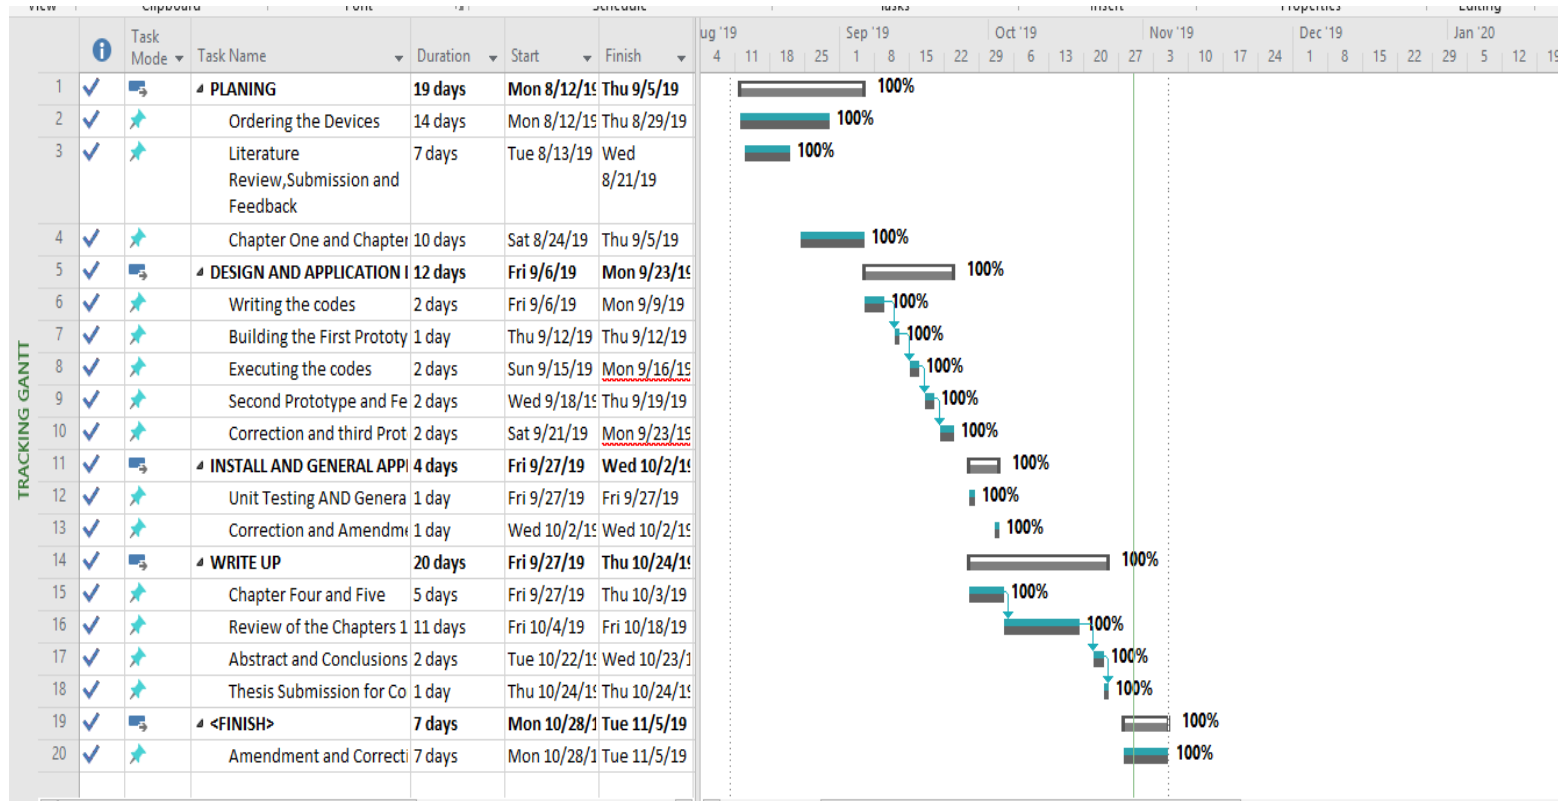 View Clipboard Font Schedule Tasks Insert Properties Editing
Task Mode Task Name Duration Start Finish
ug '19 Sep '19 Oct '19 Nov '19 Dec '19 Jan '20
4 11 18 25 1 8 15 22 29 6 13 20 27 3 10 17 24 1 8 15 22 29 5 12 19
1 PLANING 19 days Mon 8/12/19 Thu 9/5/19 100%
2 Ordering the Devices 14 days Mon 8/12/19 Thu 8/29/19 100%
3 Literature Review,Submission and Feedback 7 days Tue 8/13/19 Wed 8/21/19 100%
4 Chapter One and Chapter 10 days Sat 8/24/19 Thu 9/5/19 100%
5 DESIGN AND APPLICATION 12 days Fri 9/6/19 Mon 9/23/19 100%
6 Writing the codes 2 days Fri 9/6/19 Mon 9/9/19 100%
7 Building the First Prototy 1 day Thu 9/12/19 Thu 9/12/19 100%
8 Executing the codes 2 days Sun 9/15/19 Mon 9/16/19 100%
9 Second Prototype and Fe 2 days Wed 9/18/19 Thu 9/19/19 100%
10 Correction and third Prot 2 days Sat 9/21/19 Mon 9/23/19 100%
11 INSTALL AND GENERAL APP 4 days Fri 9/27/19 Wed 10/2/19 100%
12 Unit Testing AND Genera 1 day Fri 9/27/19 Fri 9/27/19 100%
13 Correction and Amendme 1 day Wed 10/2/19 Wed 10/2/19 100%
14 WRITE UP 20 days Fri 9/27/19 Thu 10/24/19 100%
15 Chapter Four and Five 5 days Fri 9/27/19 Thu 10/3/19 100%
16 Review of the Chapters 1 11 days Fri 10/4/19 Fri 10/18/19 100%
17 Abstract and Conclusions 2 days Tue 10/22/19 Wed 10/23/1 100%
18 Thesis Submission for Co 1 day Thu 10/24/19 Thu 10/24/19 100%
19 <FINISH> 7 days Mon 10/28/1 Tue 11/5/19 100%
20 Amendment and Correcti 7 days Mon 10/28/1 Tue 11/5/19 100%
TRACKING GANTT